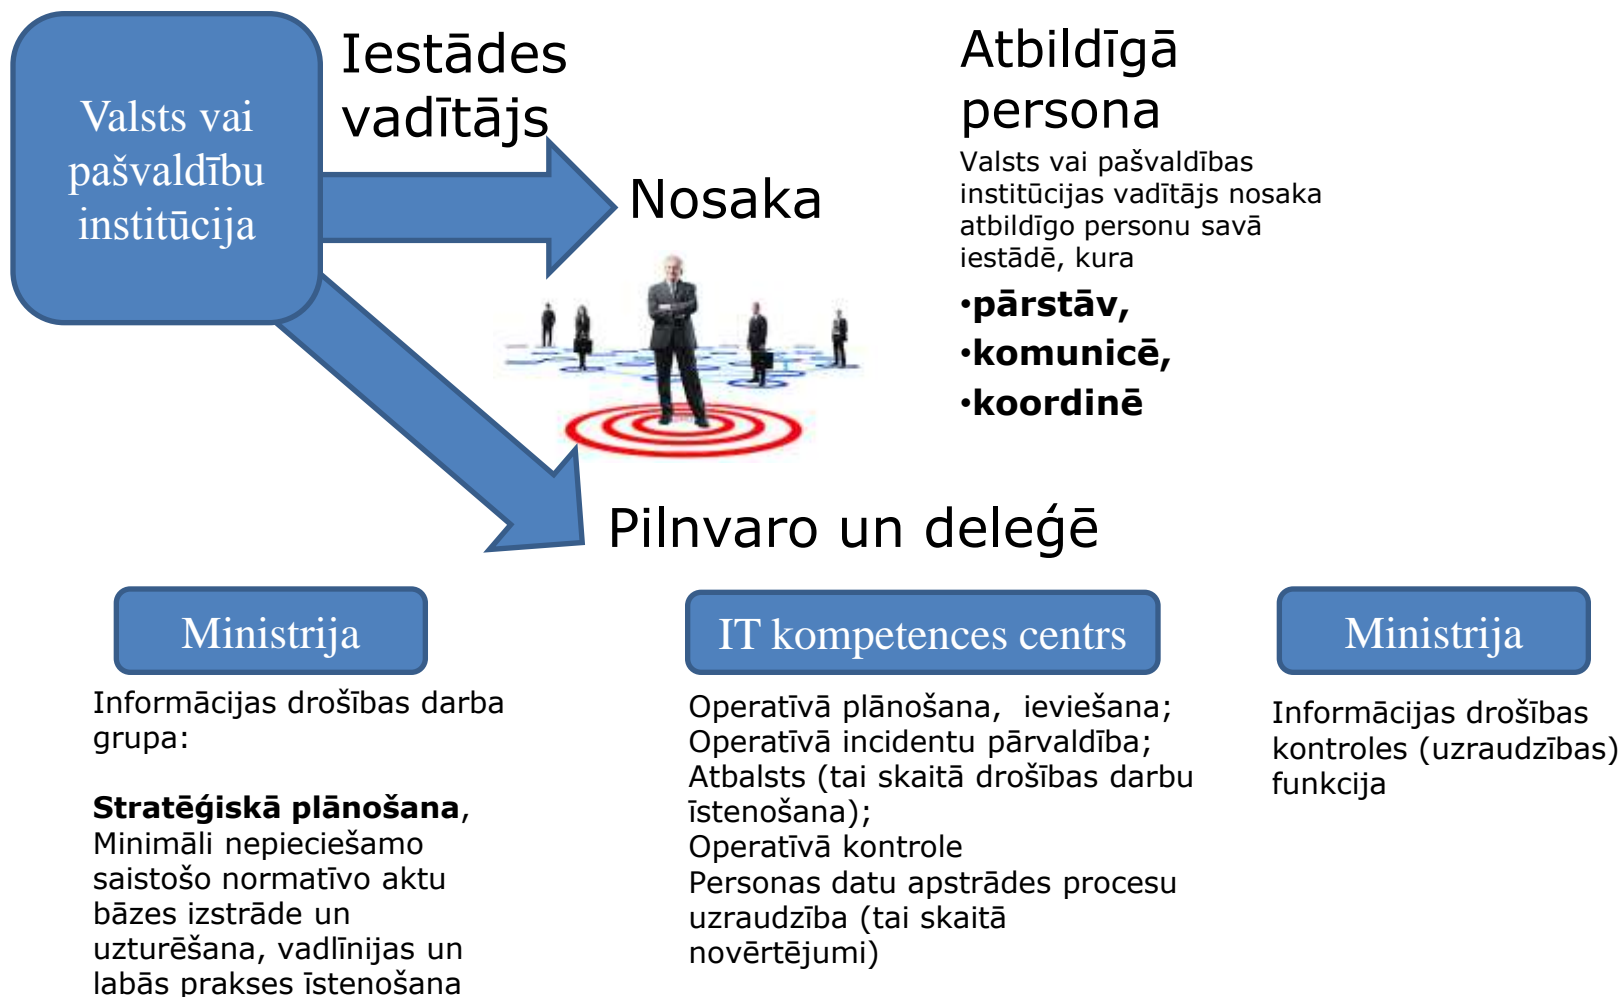 Valsts vai
pašvaldību
institūcija
Iestādes
vadītājs
Nosaka
Atbildīgā
persona
Valsts vai pašvaldības
institūcijas vadītājs nosaka
atbildīgo personu savā
iestādē, kura
•pārstāv,
•komunicē,
•koordinē
Pilnvaro un deleģē
Ministrija
Informācijas drošības darba
grupa:
Stratēģiskā plānošana,
Minimāli nepieciešamo
saistošo normatīvo aktu
bāzes izstrāde un
uzturēšana, vadlīnijas un
labās prakses īstenošana
IT kompetences centrs
Operatīvā plānošana, ieviešana;
Operatīvā incidentu pārvaldība;
Atbalsts (tai skaitā drošības darbu
īstenošana);
Operatīvā kontrole
Personas datu apstrādes procesu
uzraudzība (tai skaitā
novērtējumi)
Ministrija
Informācijas drošības
kontroles (uzraudzības)
funkcija